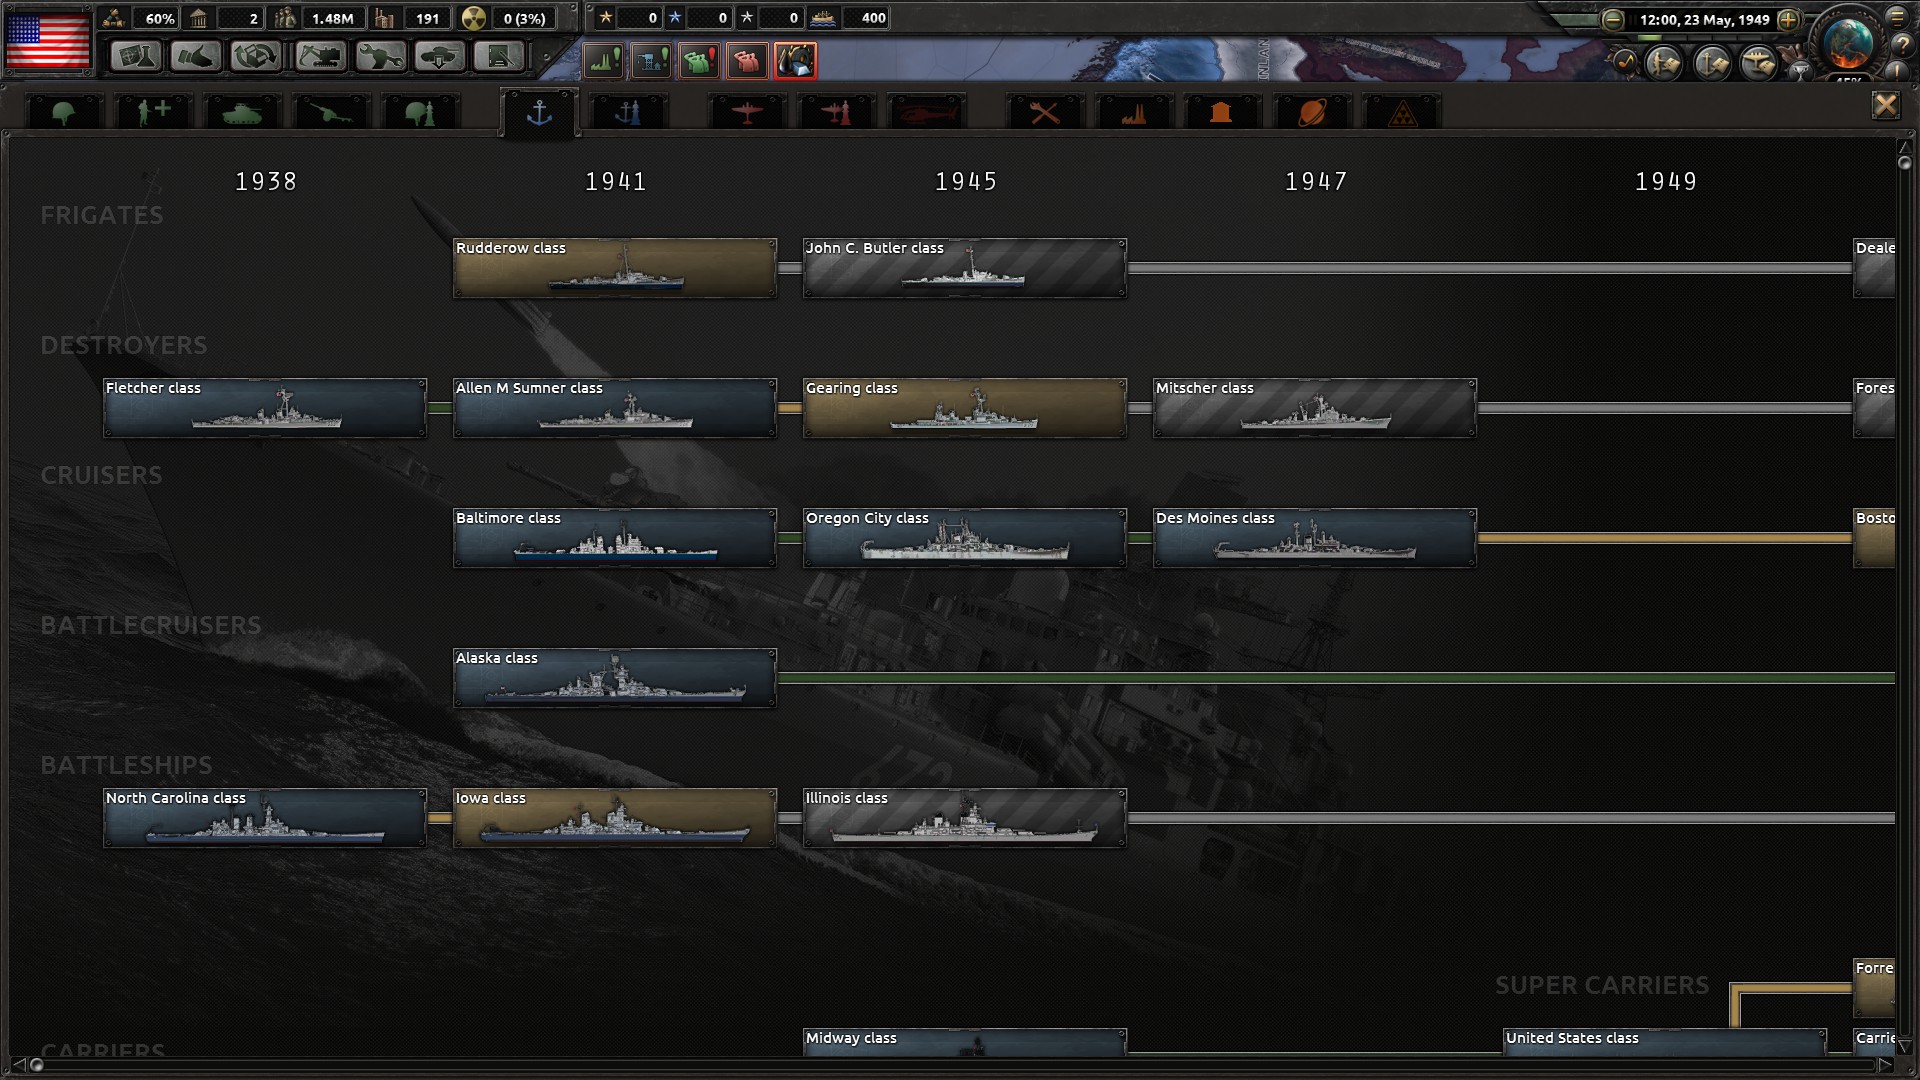 60%
2
1.48M
191
0 (3%)
0
0
0
400
12:00, 23 May, 1949
1938
1941
1945
1947
1949
FRIGATES
Rudderow class
John C. Butler class
Deale
DESTROYERS
Fletcher class
Allen M Sumner class
Gearing class
Mitscher class
Fores
CRUISERS
Baltimore class
Oregon City class
Des Moines class
Bosto
BATTLECRUISERS
Alaska class
BATTLESHIPS
North Carolina class
Iowa class
Illinois class
SUPER CARRIERS
Forre
CARRIERS
Midway class
United States class
Carrie